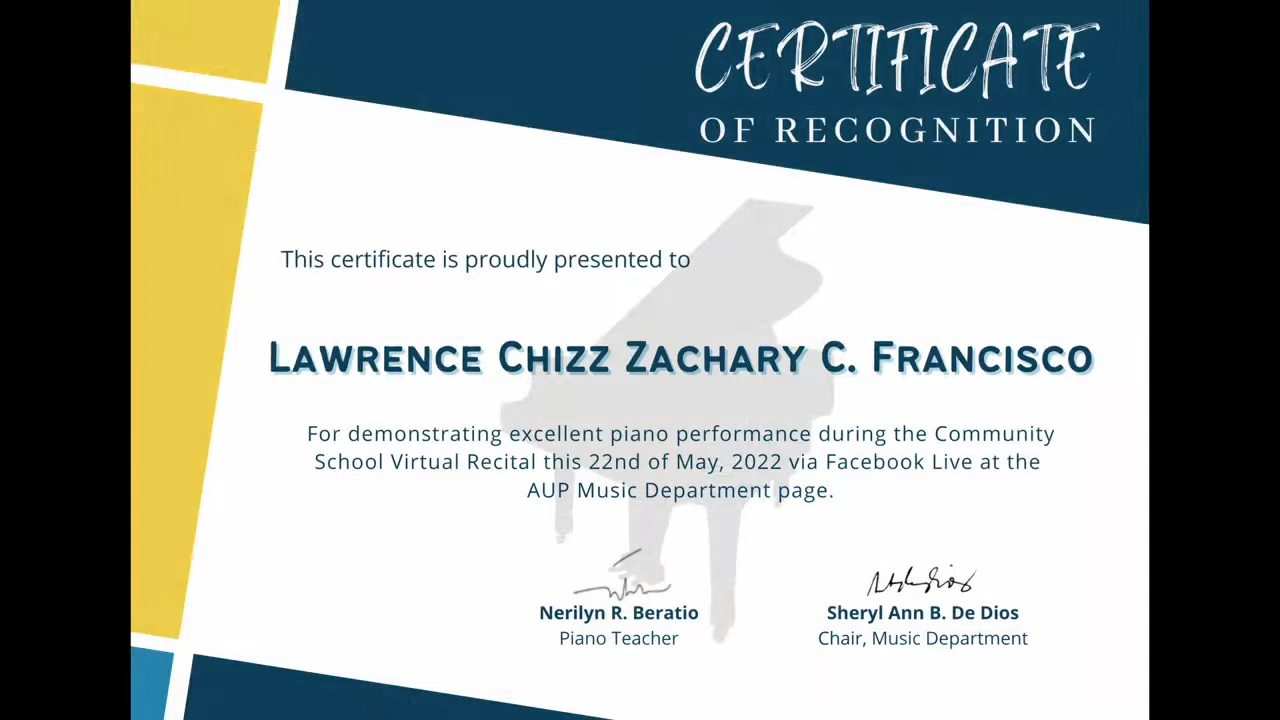 CERTIFICATE
OF RECOGNITION
This certificate is proudly presented to
LAWRENCE CHIZZ ZACHARY C. FRANCISCO
For demonstrating excellent piano performance during the Community
School Virtual Recital this 22nd of May, 2022 via Facebook Live at the
AUP Music Department page.
Nerilyn R. Beratio
Piano Teacher
Sheryl Ann B. De Dios
Chair, Music Department